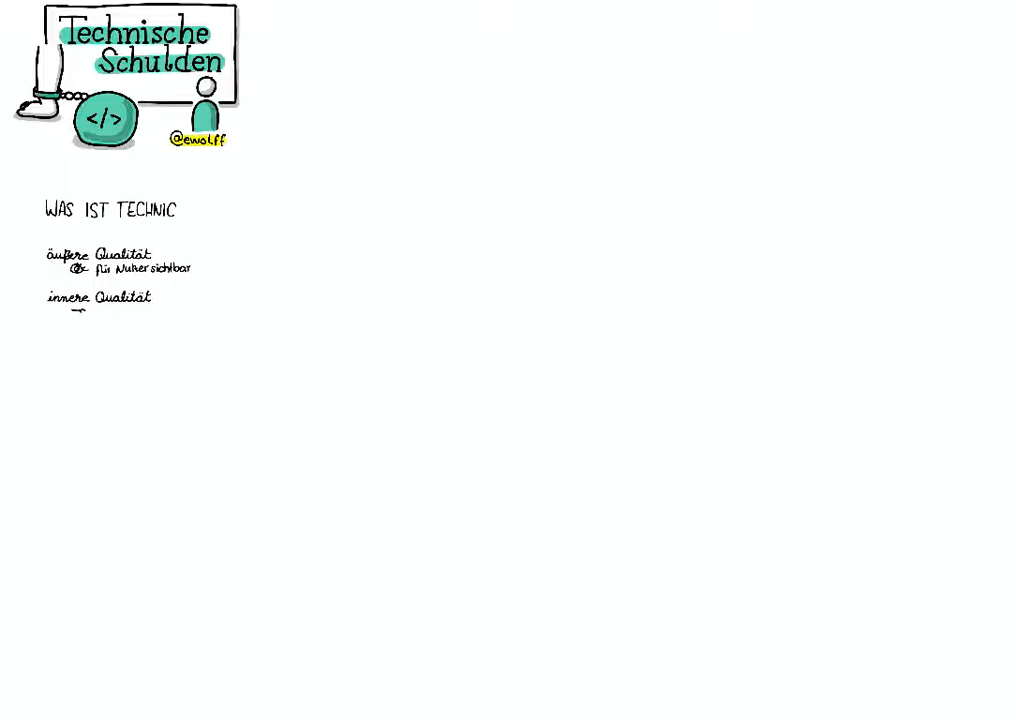 Technische
Schulden
</>
@ewolff
WAS IST TECHNIC
äußere Qualität
für Nutzer sichtbar
innere Qualität